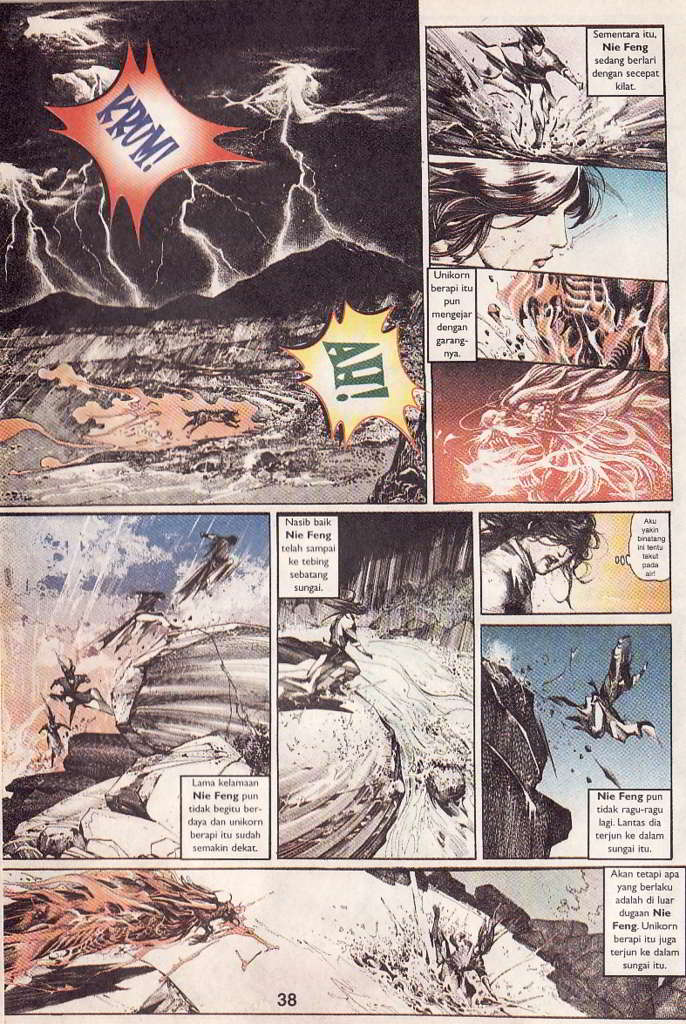 KRUM!
AH!
Sementara itu,
Nie Feng
sedang berlari
dengan secepat
kilat.
Unikorn
berapi itu
pun
mengejar
dengan
garang-
nya.
Lama kelamaan
Nie Feng pun
tidak begitu ber-
daya dan unikorn
berapi itu sudah
semakin dekat.
Nasib baik
Nie Feng
telah sampai
ke tebing
sebatang
sungai.
Aku
yakin
binatang
ini tentu
takut
pada
air!
Nie Feng pun
tidak ragu-ragu
lagi. Lantas dia
terjun ke dalam
sungai itu.
Akan tetapi apa
yang berlaku
adalah di luar
dugaan Nie
Feng. Unikorn
berapi itu juga
terjun ke dalam
sungai itu.
38